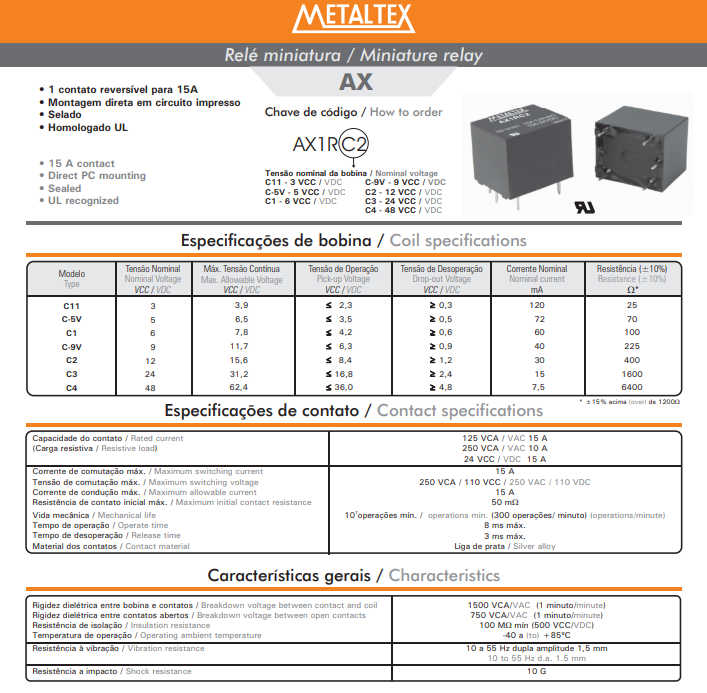 METALTEX
Relé miniatura / Miniature relay
AX
• 1 contato reversível para 15A
• Montagem direta em circuito impresso
• Selado
• Homologado UL
• 15 A contact
• Direct PC mounting
• Sealed
• UL recognized
Chave de código / How to order
AX1RC2
Tensão nominal da bobina / Nominal voltage
C11 - 3 VCC / VDC C-9V - 9 VCC / VDC
C-5V - 5 VCC / VDC C2 - 12 VCC / VDC
C1 - 6 VCC / VDC C3 - 24 VCC / VDC
C4 - 48 VCC / VDC
METALTEX
AX1RC2
Especificações de bobina / Coil specifications
Modelo Tensão Nominal Máx. Tensão Contínua Tensão de Operação Tensão de Desoperação Corrente Nominal Resistência (±10%)
Type Nominal Voltage Max. Allowable Voltage Pick-up Voltage Drop-out Voltage Nominal current Resistance (±10%)
VCC / VDC VCC / VDC VCC / VDC VCC / VDC mA Ω*
C11 3 3,9 ≤ 2,3 ≥ 0,3 120 25
C-5V 5 6,5 ≤ 3,5 ≥ 0,5 72 70
C1 6 7,8 ≤ 4,2 ≥ 0,6 60 100
C-9V 9 11,7 ≤ 6,3 ≥ 0,9 40 225
C2 12 15,6 ≤ 8,4 ≥ 1,2 30 400
C3 24 31,2 ≤ 16,8 ≥ 2,4 15 1600
C4 48 62,4 ≤ 36,0 ≥ 4,8 7,5 6400
* ±15% acima (over) de 1200Ω
Especificações de contato / Contact specifications
Capacidade do contato / Rated current 125 VCA / VAC 15 A
(Carga resistiva / Resistive load) 250 VCA / VAC 10 A
24 VCC / VDC 15 A
Corrente de comutação máx. / Maximum switching current 15 A
Tensão de comutação máx. / Maximum switching voltage 250 VCA / 110 VCC / 250 VAC / 110 VDC
Corrente de condução máx. / Maximum allowable current 15 A
Resistência de contato inicial máx. / Maximum initial contact resistance 50 mΩ
Vida mecânica / Mechanical life 10⁷operações mín. / operations min. (300 operações/ minuto) (operations/minute)
Tempo de operação / Operate time 8 ms máx.
Tempo de desoperação / Release time 3 ms máx.
Material dos contatos / Contact material Liga de prata / Silver alloy
Características gerais / Characteristics
Rigidez dielétrica entre bobina e contatos / Breakdown voltage between contact and coil 1500 VCA/VAC (1 minuto/minute)
Rigidez dielétrica entre contatos abertos / Breakdown voltage between open contacts 750 VCA/VAC (1 minuto/minute)
Resistência de isolação / Insulation resistance 100 MΩ mín (500 VCC/VDC)
Temperatura de operação / Operating ambient temperature -40 a (to) +85°C
Resistência à vibração / Vibration resistance 10 a 55 Hz dupla amplitude 1,5 mm
10 to 55 Hz d.a. 1.5 mm
Resistência a impacto / Shock resistance 10 G